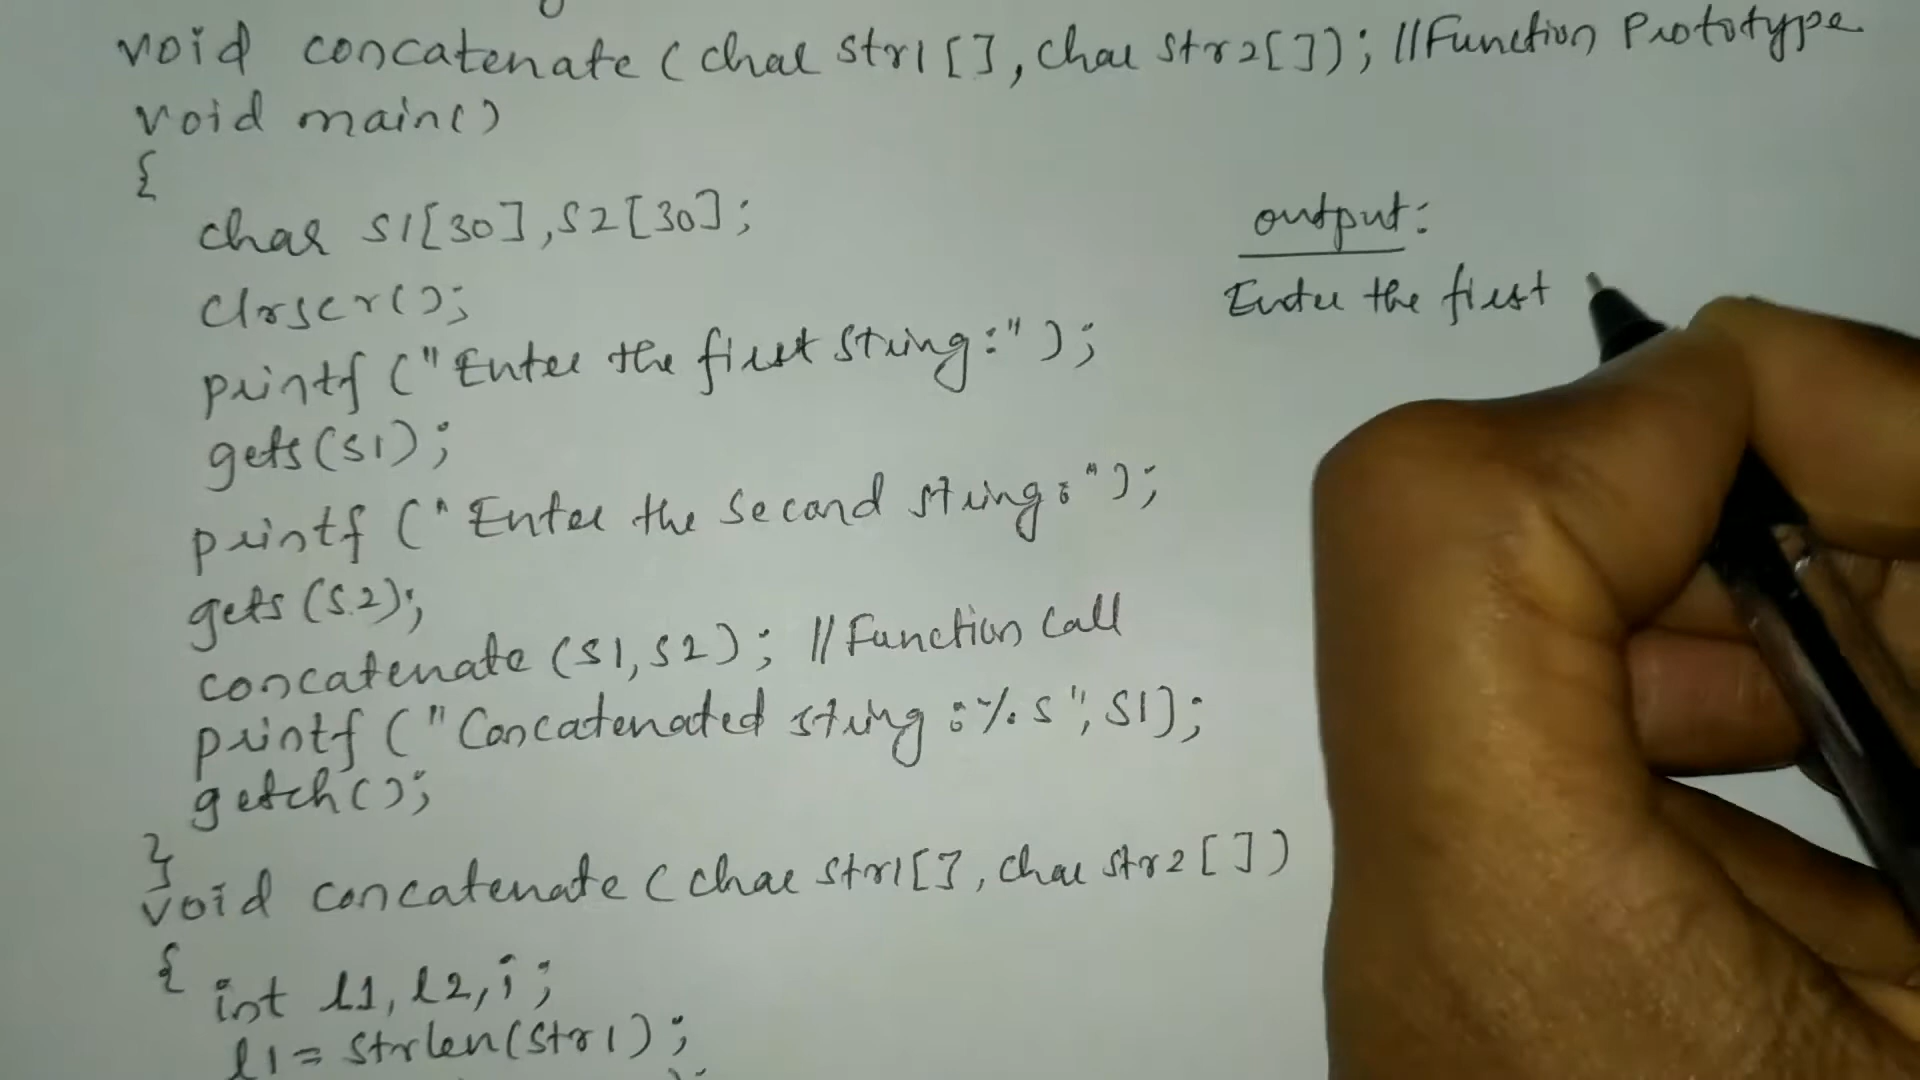 void concatenate (char str1[], char str2[]); //Function Prototype
void main()
{
char s1[30], s2[30];
clrscr();
printf ("Enter the first string:");
gets(s1);
printf ("Enter the second string:");
gets(s2);
concatenate (s1, s2); //Function call
printf ("Concatenated string :%s", s1);
getch();
}
void concatenate (char str1[], char str2[])
{ int l1, l2, i;
l1 = strlen(str1);
output:
Enter the first